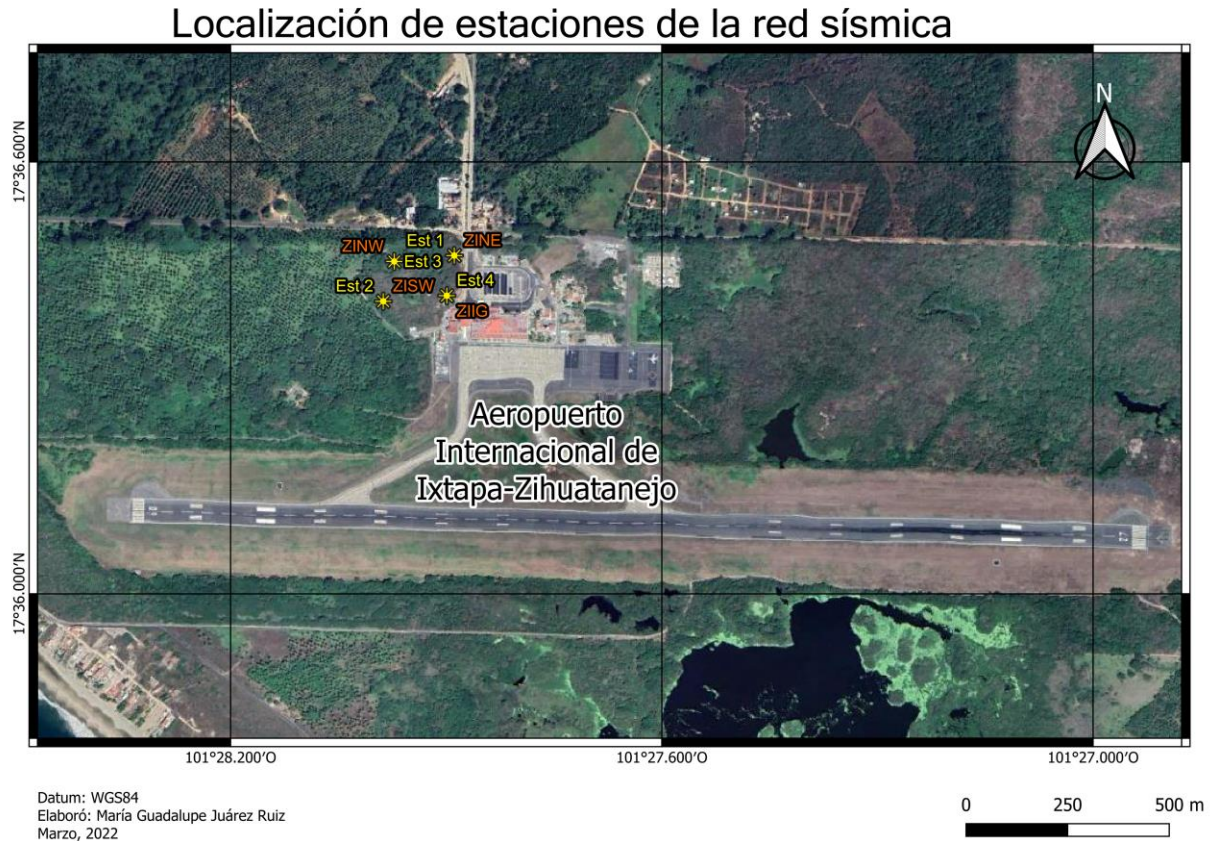 Localización de estaciones de la red sísmica
N
17°36.600'N
ZINW
Est 1
ZINE
Est 3
Est 2
ZISW
Est 4
ZIIG
Aeropuerto
Internacional de
Ixtapa-Zihuatanejo
17°36.000'N
101°28.200'O
101°27.600'O
101°27.000'O
Datum: WGS84
Elaboró: María Guadalupe Juárez Ruiz
Marzo, 2022
0
250
500 m